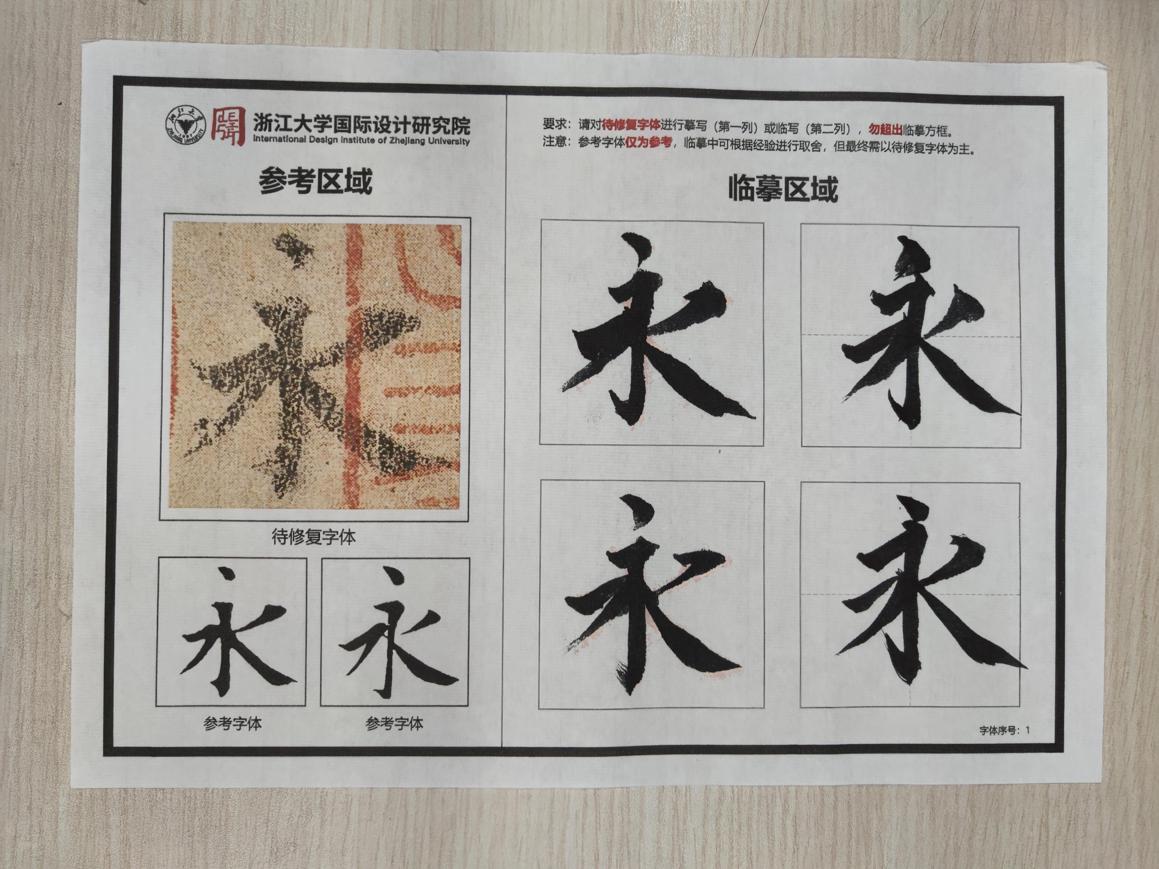 浙江大学国际设计研究院
International Design Institute of Zhejiang University
参考区域
永
待修复字体
永 永
参考字体 参考字体
要求：请对待修复字体进行摹写（第一列）或临写（第二列），勿超出临摹方框。
注意：参考字体仅为参考，临摹中可根据经验进行取舍，但最终需以待修复字体为主。
临摹区域
永 永
永 永
字体序号：1